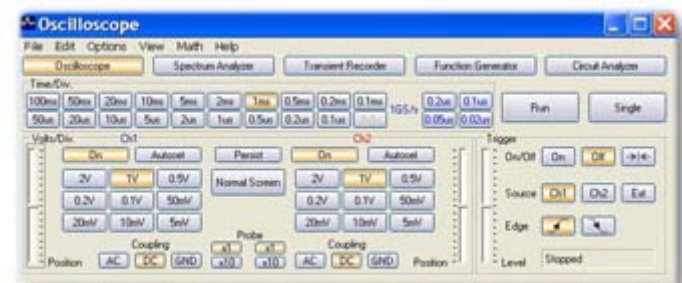 Oscilloscope
File Edit Options View Math Help
Oscilloscope Spectrum Analyzer Transient Recorder Function Generator Circuit Analyzer
Time/Div.
100ms 50ms 20ms 10ms 5ms 2ms 1ms 0.5ms 0.2ms 0.1ms 1GS/s 0.2us 0.1us Run Single
50us 20us 10us 5us 2us 1us 0.5us 0.2us 0.1us 0.05us 0.02us
Volts/Div. Ch1 Ch2 Trigger
On Autoset Persist On Autoset On/Off On Off
2V 1V 0.5V Normal Screen 2V 1V 0.5V
0.2V 0.1V 50mV 0.2V 0.1V 50mV Source Ch1 Ch2 Ext
20mV 10mV 5mV 20mV 10mV 5mV Edge
Coupling Probe Coupling
x1 x1
Position AC DC GND x10 x10 AC DC GND Position Level Stopped